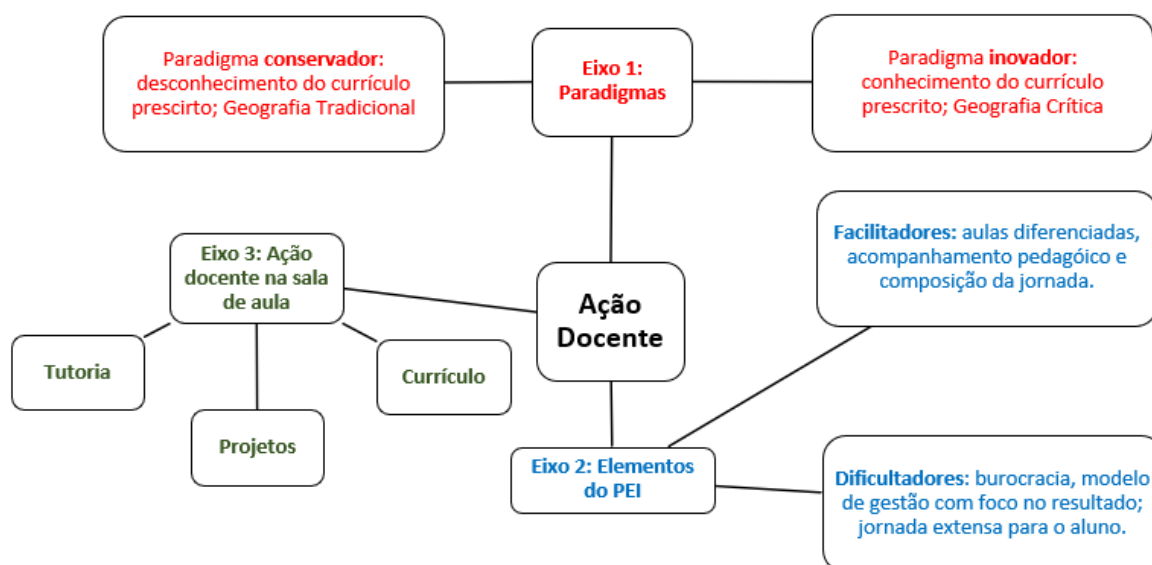 Paradigma conservador:
desconhecimento do currículo
prescirto; Geografia Tradicional
Eixo 1:
Paradigmas
Paradigma inovador:
conhecimento do currículo
prescrito; Geografia Crítica
Eixo 3: Ação
docente na sala
de aula
Tutoria
Projetos
Currículo
Ação
Docente
Facilitadores: aulas diferenciadas,
acompanhamento pedagóico e
composição da jornada.
Eixo 2: Elementos
do PEI
Dificultadores: burocracia, modelo
de gestão com foco no resultado;
jornada extensa para o aluno.